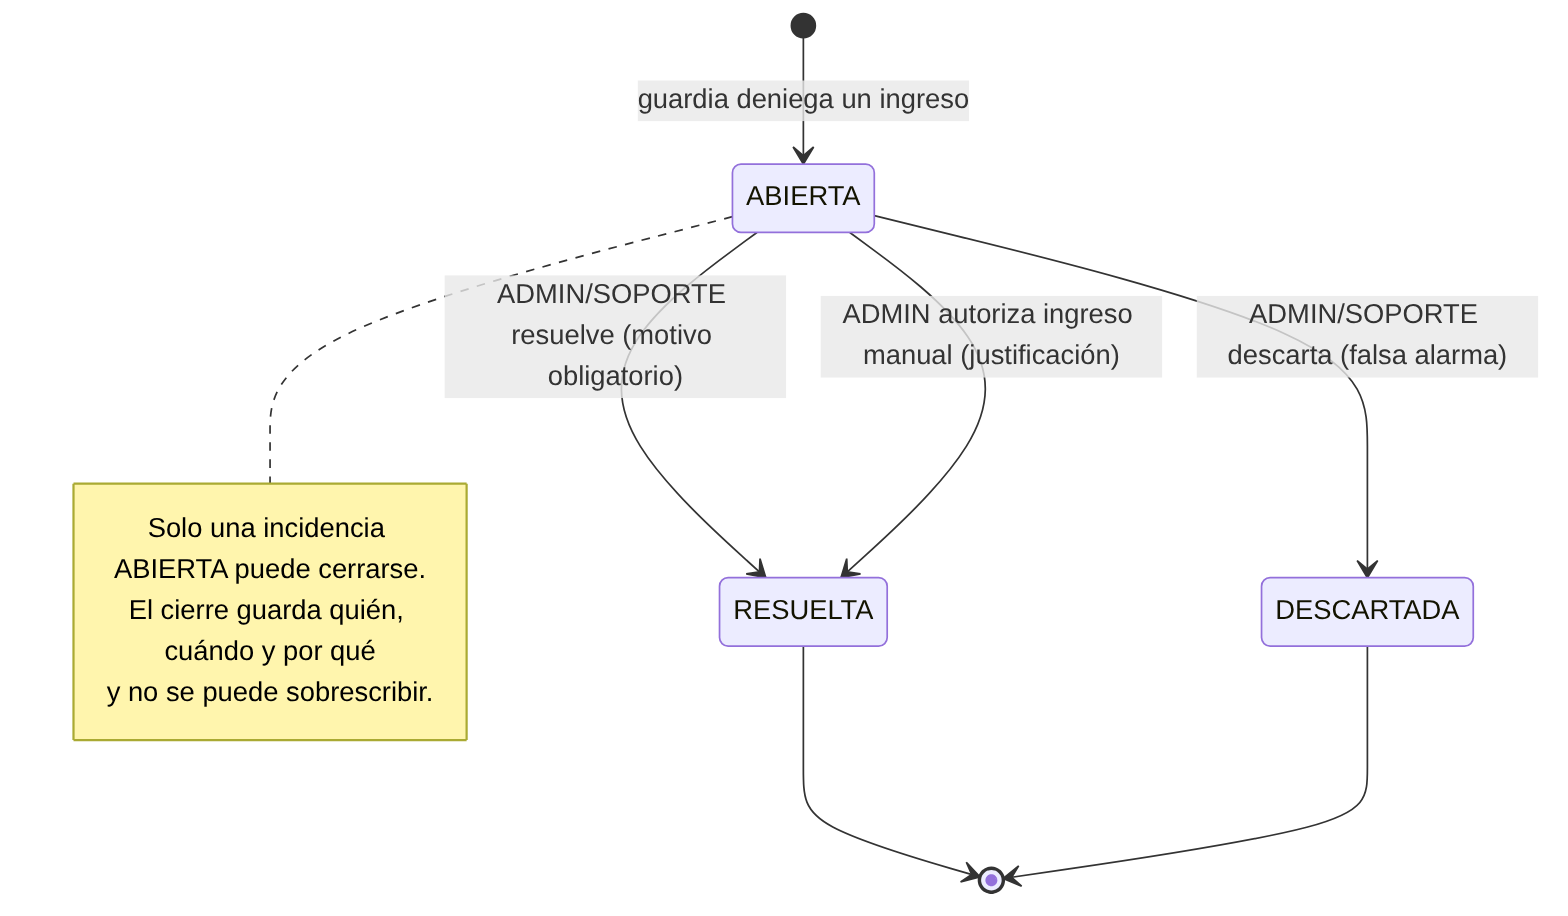 guardia deniega un ingreso
ABIERTA
ADMIN/SOPORTE
resuelve (motivo
obligatorio)
ADMIN autoriza ingreso
manual (justificación)
ADMIN/SOPORTE
descarta (falsa alarma)
Solo una incidencia
ABIERTA puede cerrarse.
El cierre guarda quién,
cuándo y por qué
y no se puede sobrescribir.
RESUELTA
DESCARTADA